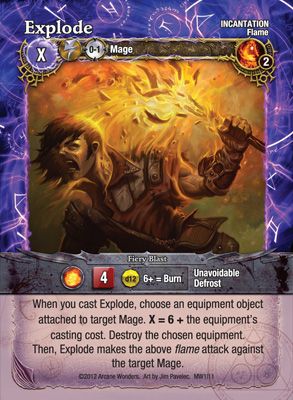 Explode
INCANTATION
Flame
X
0-1
Mage
2
Fiery Blast
4
d12
6+ = Burn
Unavoidable
Defrost
When you cast Explode, choose an equipment object
attached to target Mage. X = 6 + the equipment's
casting cost. Destroy the chosen equipment.
Then, Explode makes the above flame attack against
the target Mage.
©2012 Arcane Wonders. Art by Jim Pavelec. MW1I11